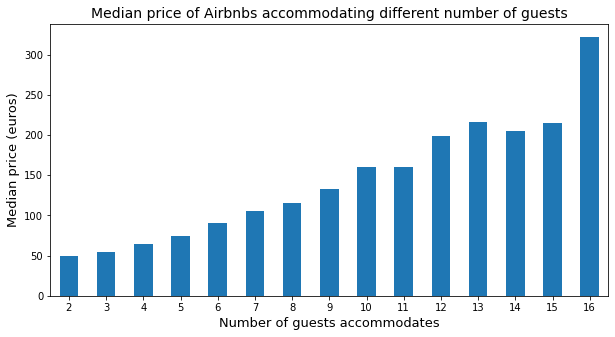 Median price of Airbnbs accommodating different number of guests
Median price (euros)
300
250
200
150
100
50
0
2 3 4 5 6 7 8 9 10 11 12 13 14 15 16
Number of guests accommodates